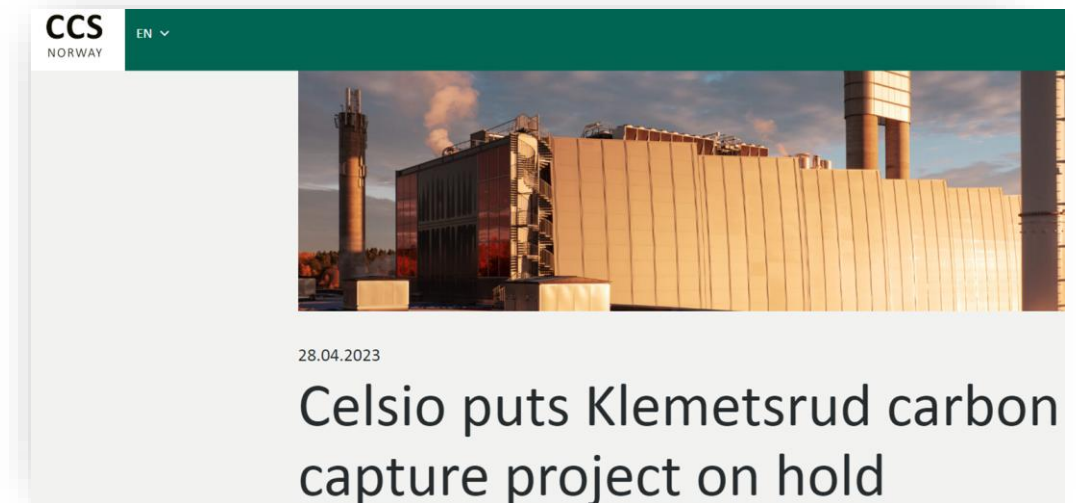 CCS
NORWAY
EN
28.04.2023
Celsio puts Klemetsrud carbon
capture project on hold